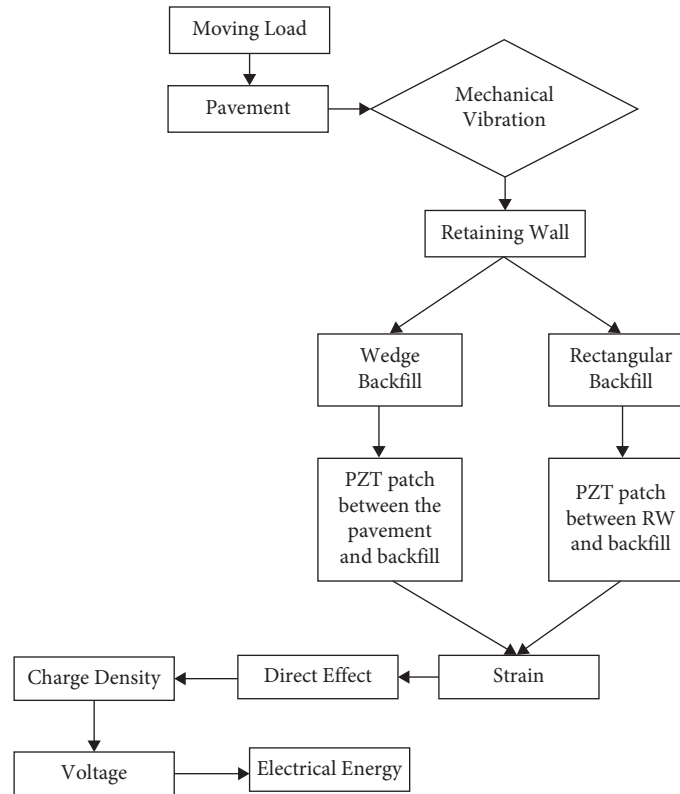 Moving Load
Pavement
Mechanical
Vibration
Retaining Wall
Wedge
Backfill
Rectangular
Backfill
PZT patch
between the
pavement
and backfill
PZT patch
between RW
and backfill
Strain
Direct Effect
Charge Density
Voltage
Electrical Energy